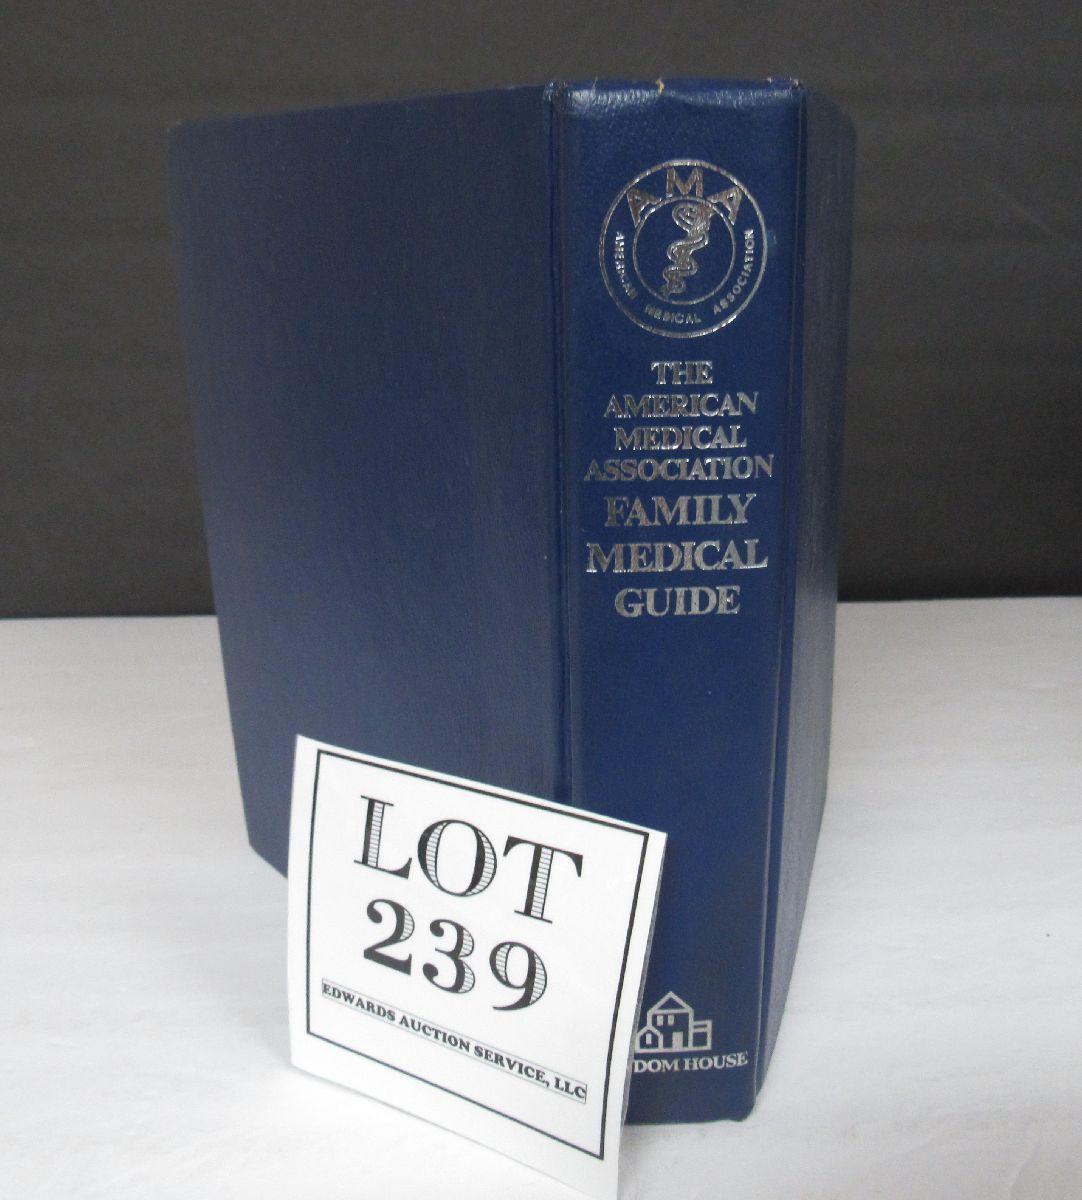 AMA
AMERICAN MEDICAL ASSOCIATION
THE
AMERICAN
MEDICAL
ASSOCIATION
FAMILY
MEDICAL
GUIDE
LOT
239
EDWARDS AUCTION SERVICE, LLC
DOM HOUSE